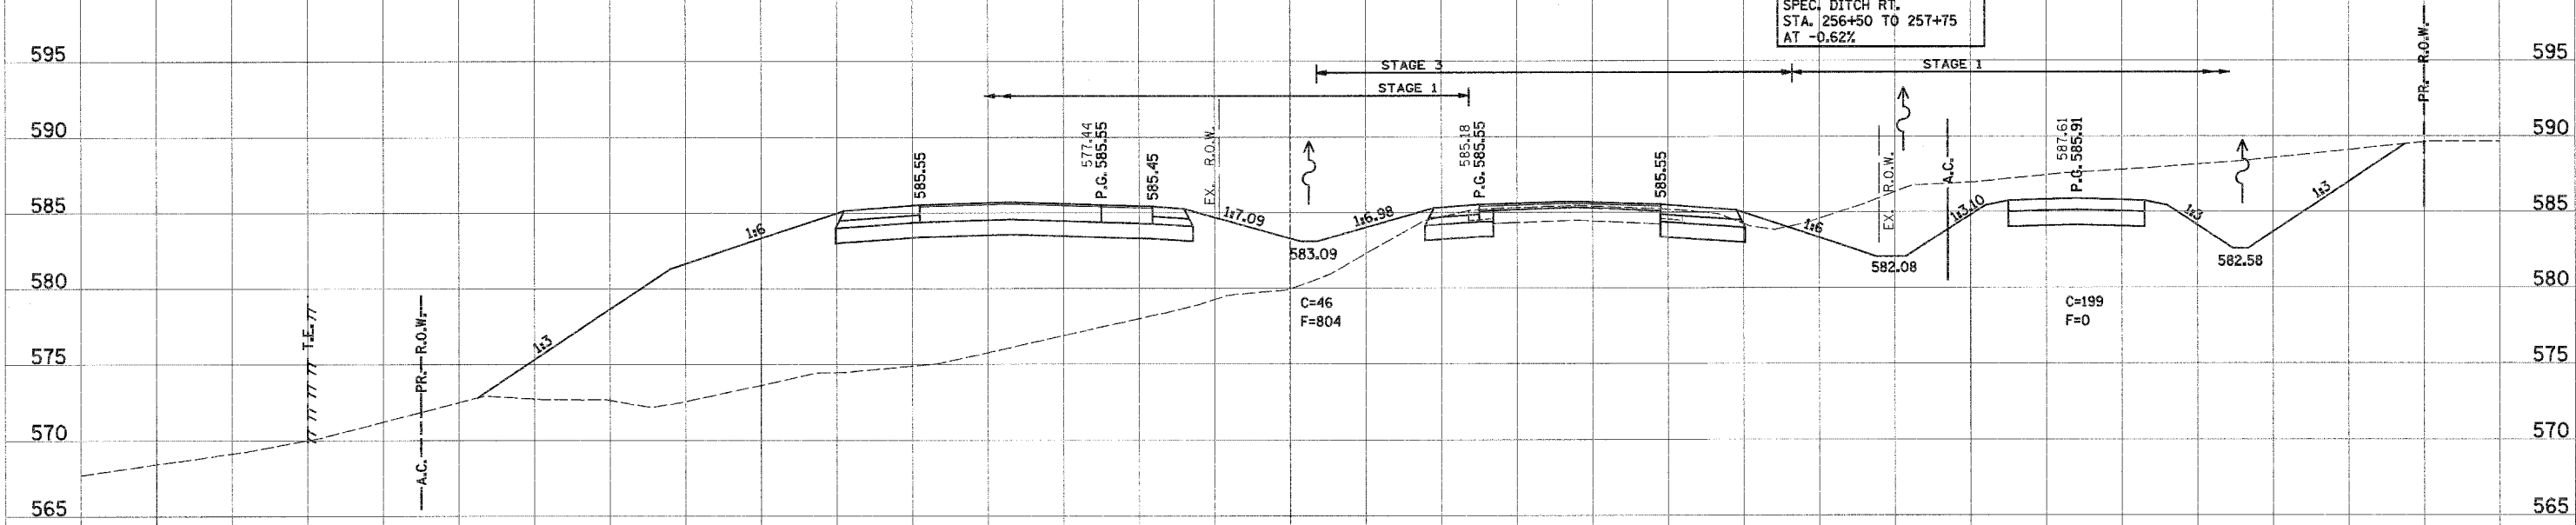 SPEC. DITCH RT.
STA. 256+50 TO 257+75
AT -0.62%
595
595
STAGE 3
STAGE 1
STAGE 1
PR. R.O.W.
590
590
585.55
577.44
P.G. 585.55
585.45
EX. R.O.W.
585.18
P.G. 585.55
585.55
EX. R.O.W.
A.C.
587.61
P.G. 585.91
585
585
1:6
1:7.09
1:6.98
1:6
1:3.10
1:3
1:3
583.09
582.08
582.58
580
580
C=46
F=804
C=199
F=0
T.E.
A.C. PR. R.O.W.
1:3
575
575
570
570
565
565